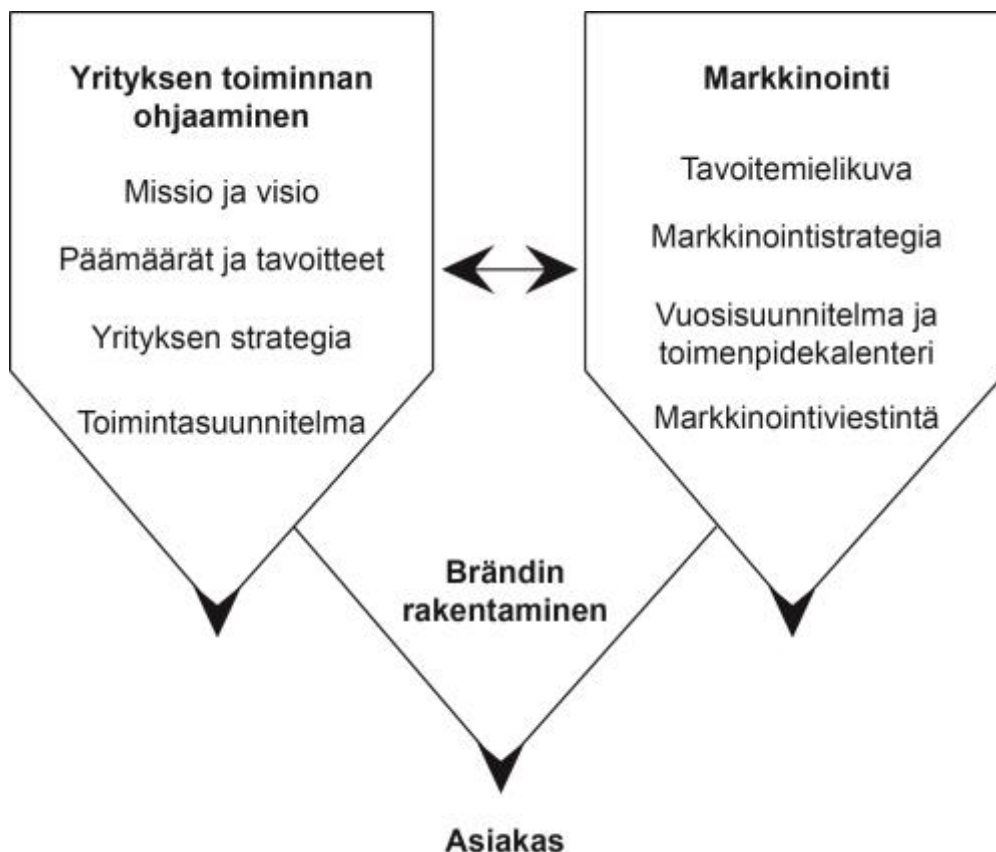 Yrityksen toiminnan
ohjaaminen
Missio ja visio
Päämäärät ja tavoitteet
Yrityksen strategia
Toimintasuunnitelma
Markkinointi
Tavoitemielikuva
Markkinointistrategia
Vuosisuunnitelma ja
toimenpidekalenteri
Markkinointiviestintä
Brändin
rakentaminen
Asiakas